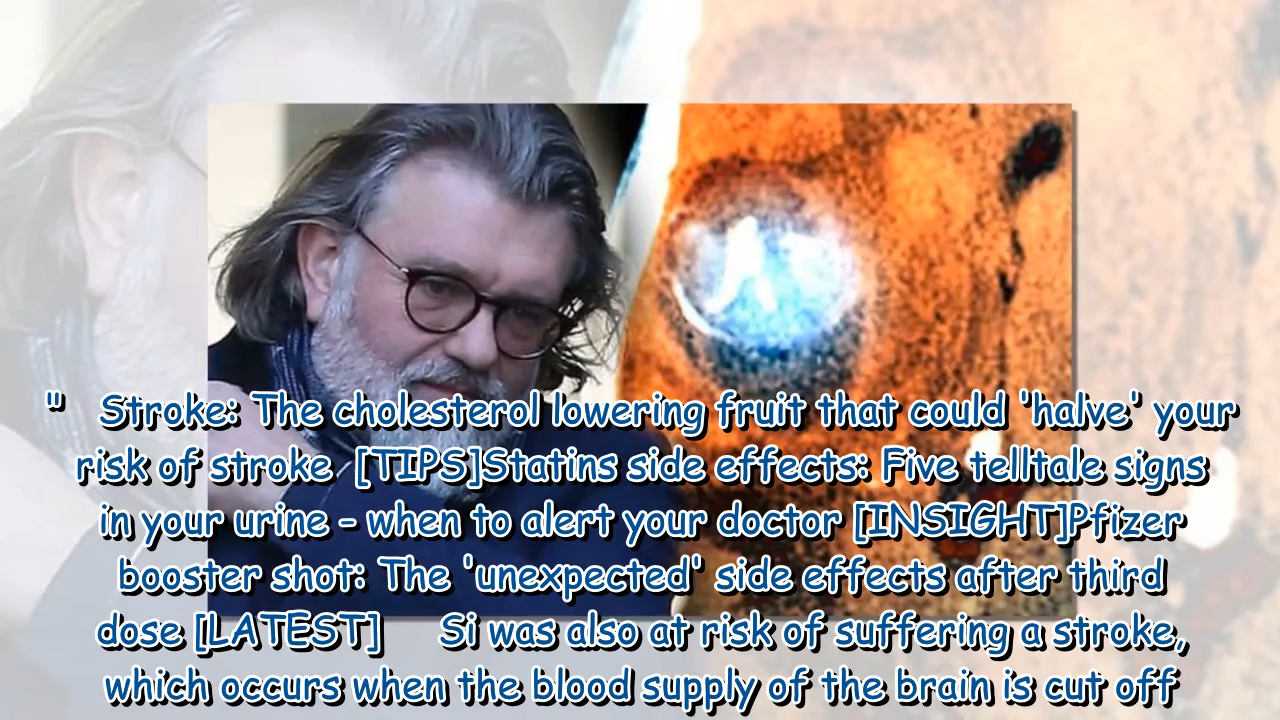 "   Stroke: The cholesterol lowering fruit that could 'halve' your
risk of stroke  [TIPS]Statins side effects: Five telltale signs
in your urine - when to alert your doctor [INSIGHT]Pfizer
booster shot: The 'unexpected' side effects after third
dose [LATEST]      Si was also at risk of suffering a stroke,
which occurs when the blood supply of the brain is cut off